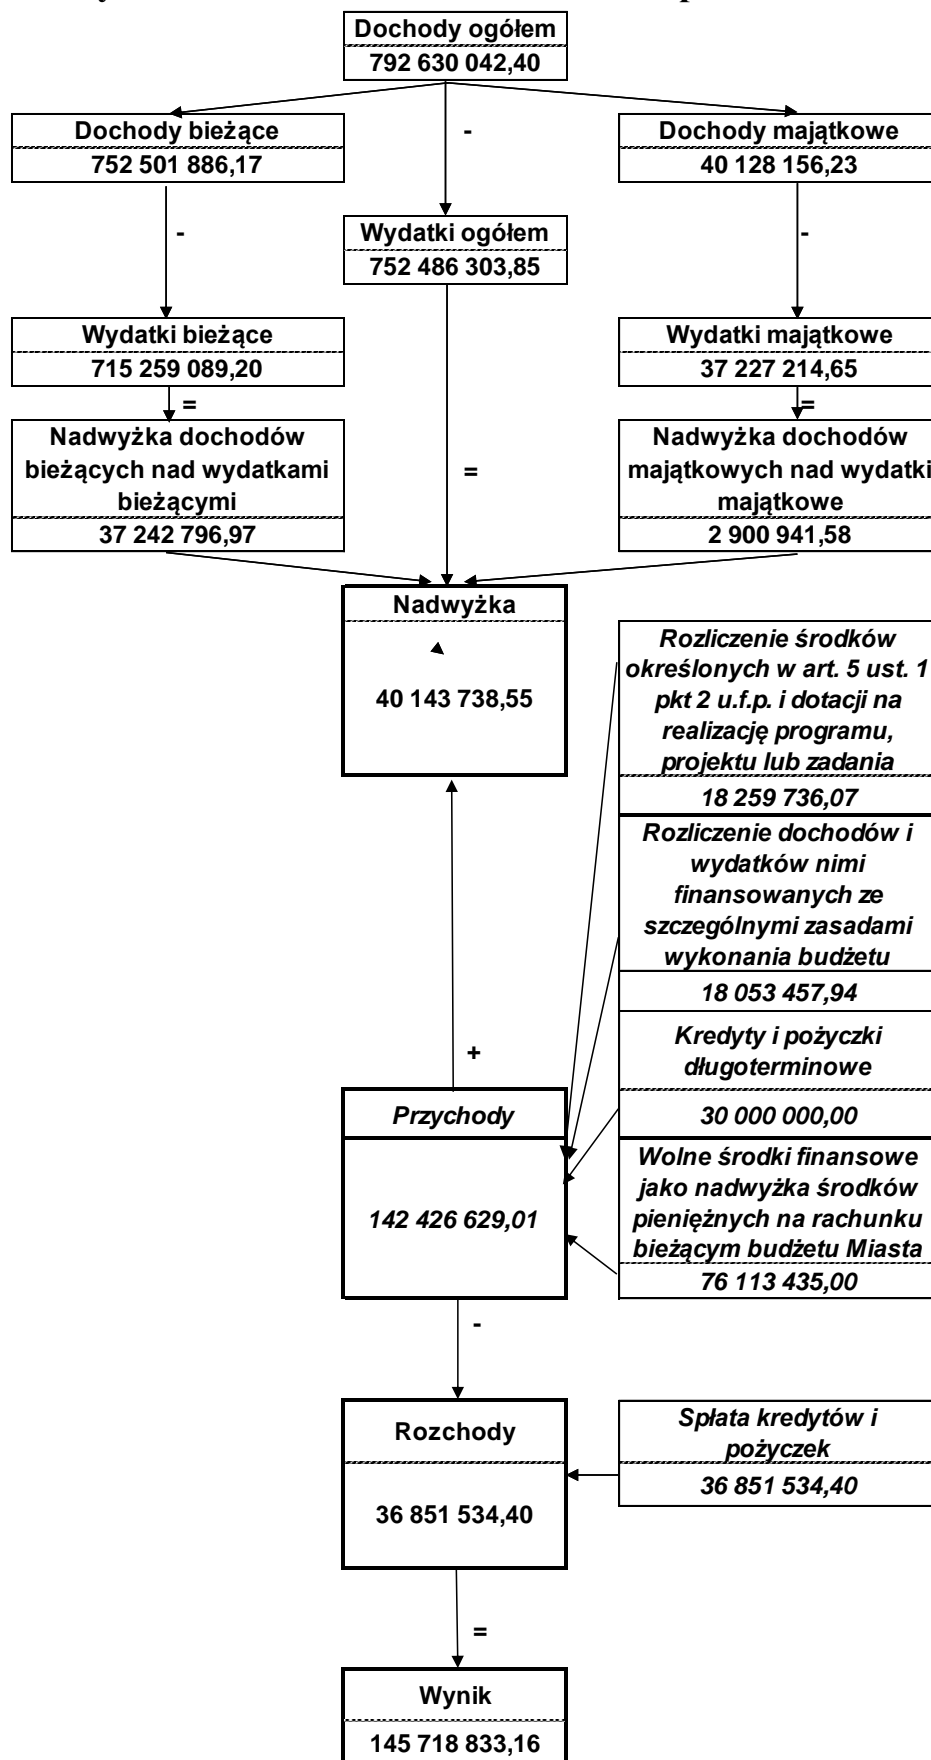 Dochody ogółem
792 630 042,40
Dochody bieżące
752 501 886,17
-
Dochody majątkowe
40 128 156,23
-
Wydatki ogółem
752 486 303,85
-
Wydatki bieżące
715 259 089,20
=
Wydatki majątkowe
37 227 214,65
=
Nadwyżka dochodów
bieżących nad wydatkami
bieżącymi
37 242 796,97
=
Nadwyżka dochodów
majątkowych nad wydatki
majątkowe
2 900 941,58
Nadwyżka
40 143 738,55
Rozliczenie środków
określonych w art. 5 ust. 1
pkt 2 u.f.p. i dotacji na
realizację programu,
projektu lub zadania
18 259 736,07
Rozliczenie dochodów i
wydatków nimi
finansowanych ze
szczególnymi zasadami
wykonania budżetu
18 053 457,94
+
Kredyty i pożyczki
długoterminowe
30 000 000,00
Przychody
142 426 629,01
Wolne środki finansowe
jako nadwyżka środków
pieniężnych na rachunku
bieżącym budżetu Miasta
76 113 435,00
-
Rozchody
36 851 534,40
Spłata kredytów i
pożyczek
36 851 534,40
=
Wynik
145 718 833,16